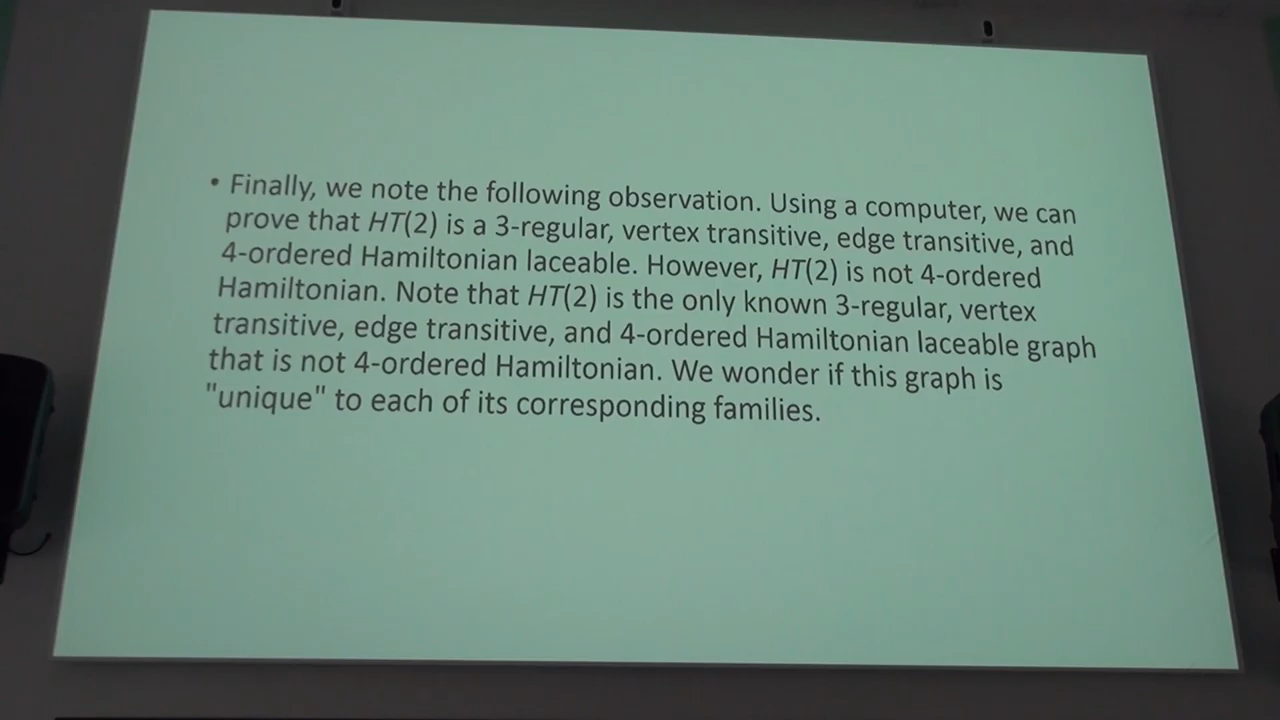 • Finally, we note the following observation. Using a computer, we can
prove that HT(2) is a 3-regular, vertex transitive, edge transitive, and
4-ordered Hamiltonian laceable. However, HT(2) is not 4-ordered
Hamiltonian. Note that HT(2) is the only known 3-regular, vertex
transitive, edge transitive, and 4-ordered Hamiltonian laceable graph
that is not 4-ordered Hamiltonian. We wonder if this graph is
"unique" to each of its corresponding families.